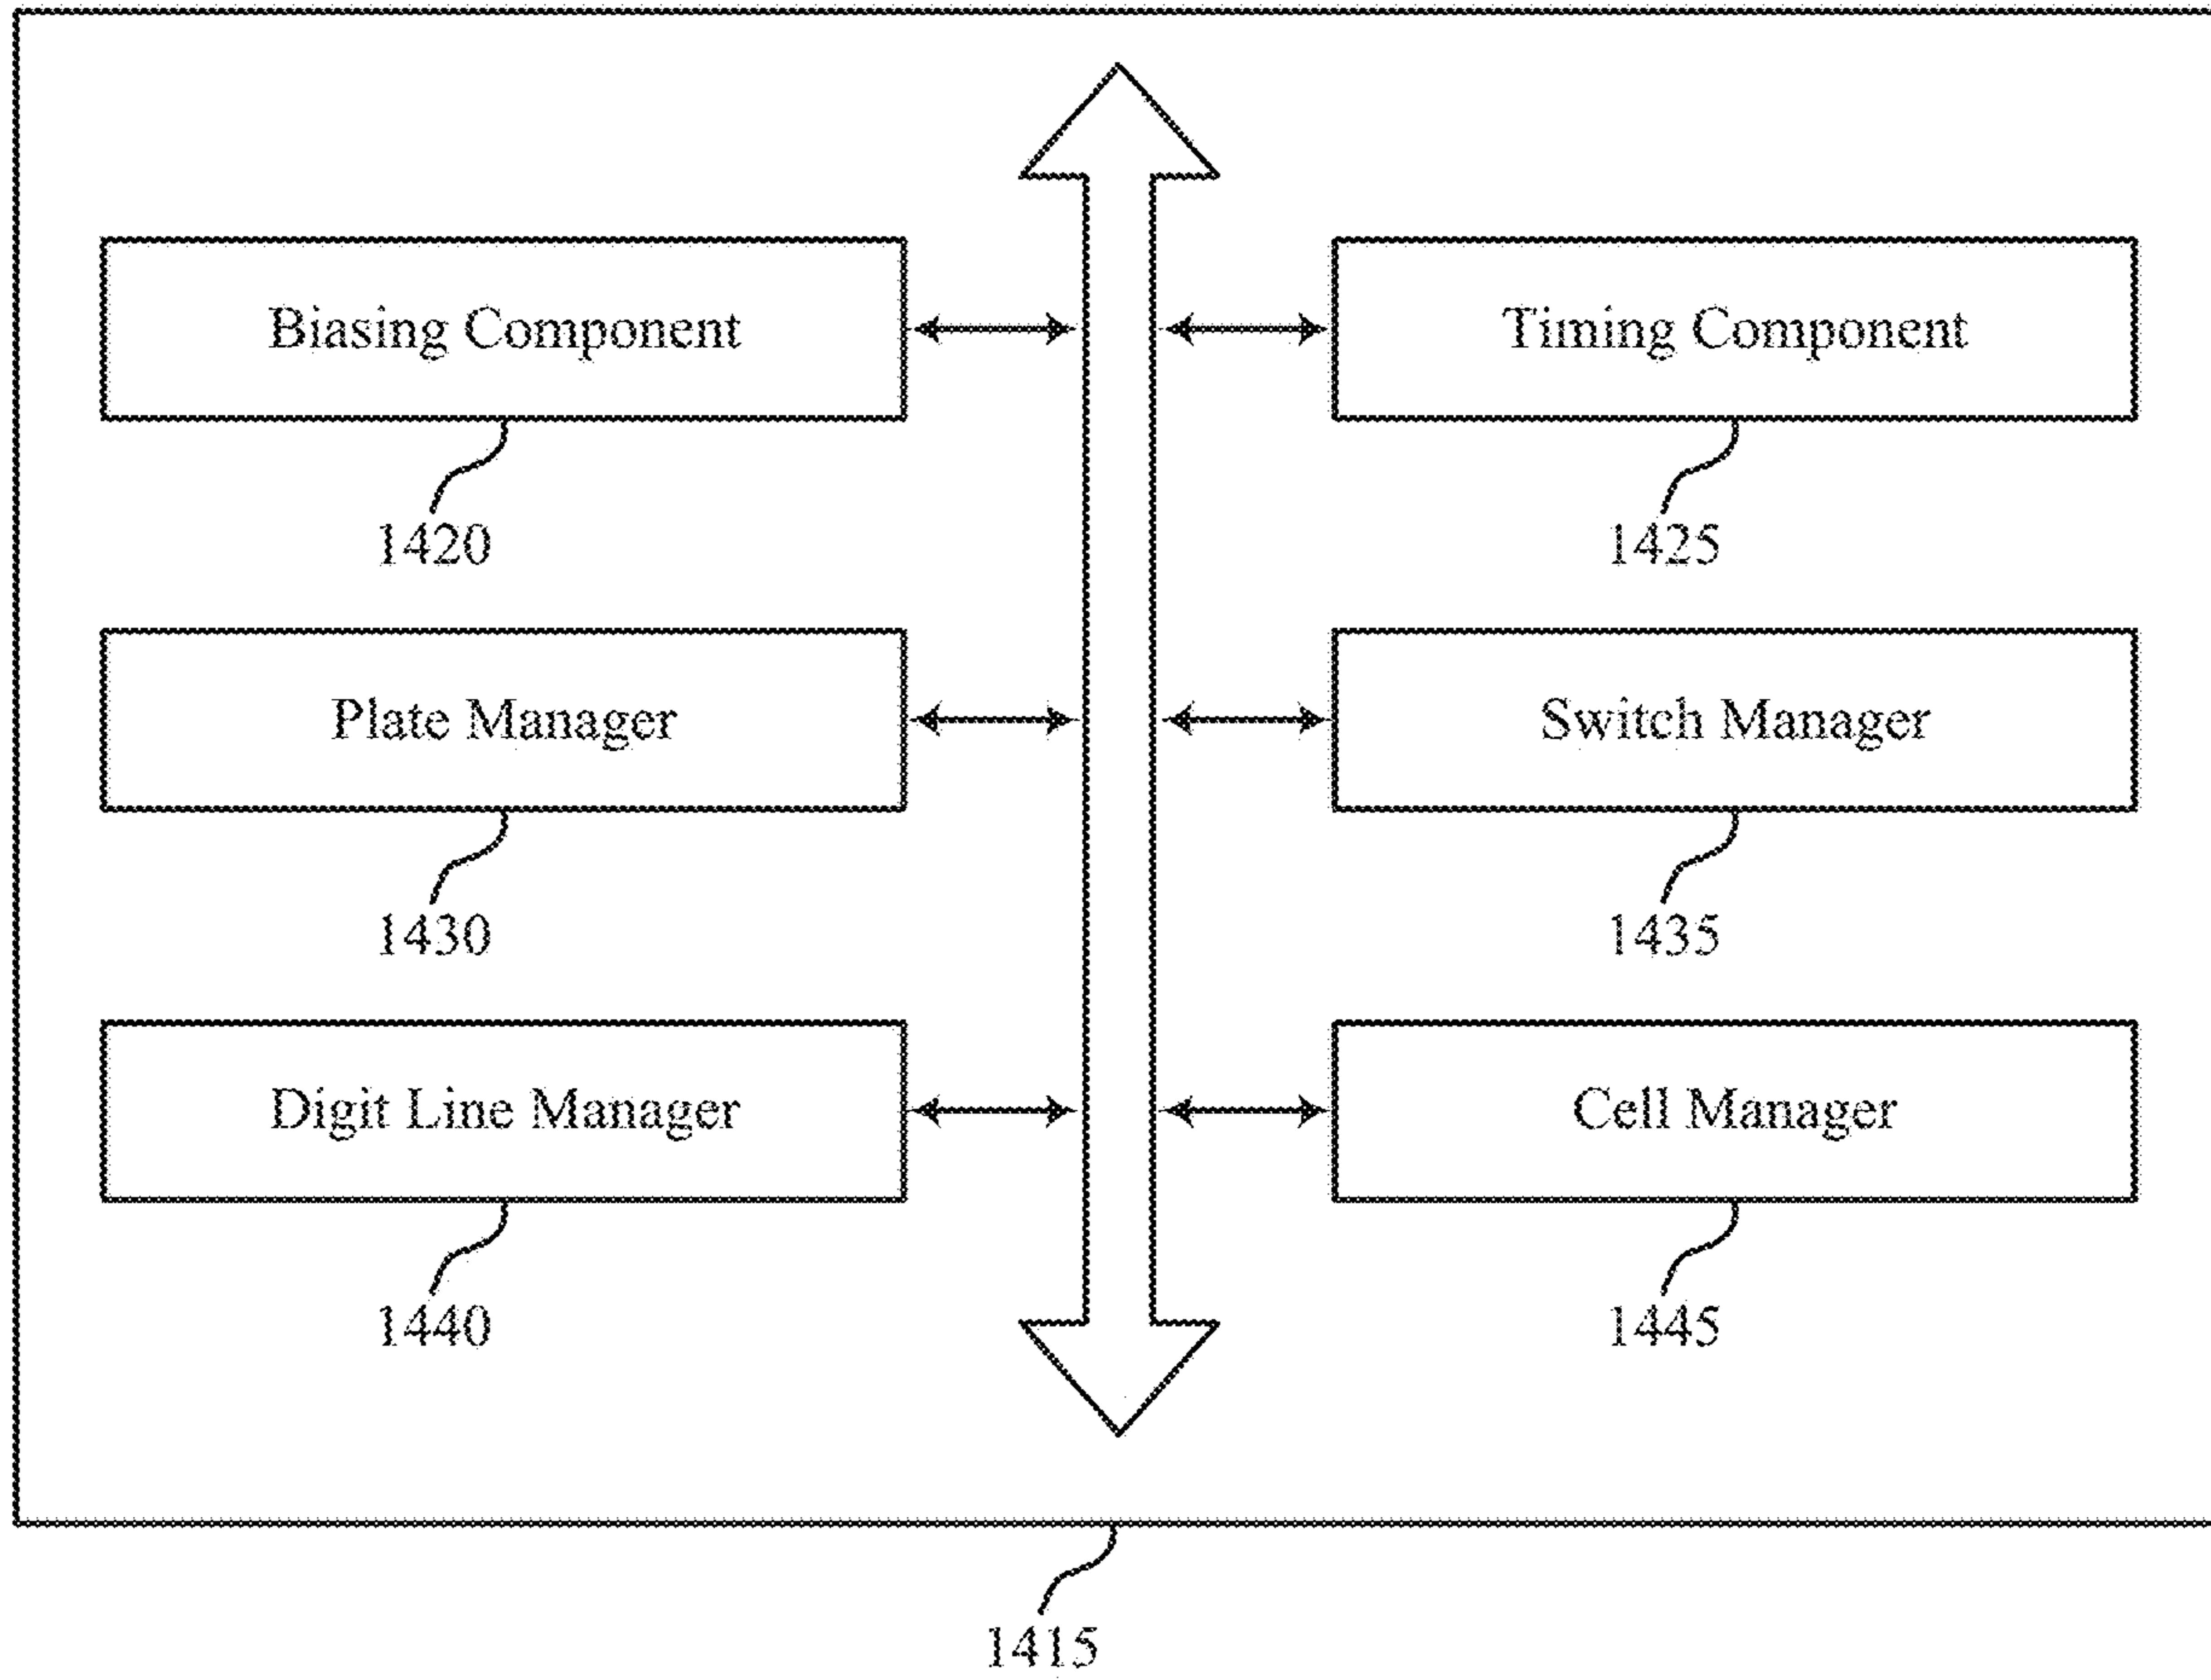 Biasing Component
Timing Component
1420
1425
Plate Manager
Switch Manager
1430
1435
Digit Line Manager
Cell Manager
1440
1445
1415